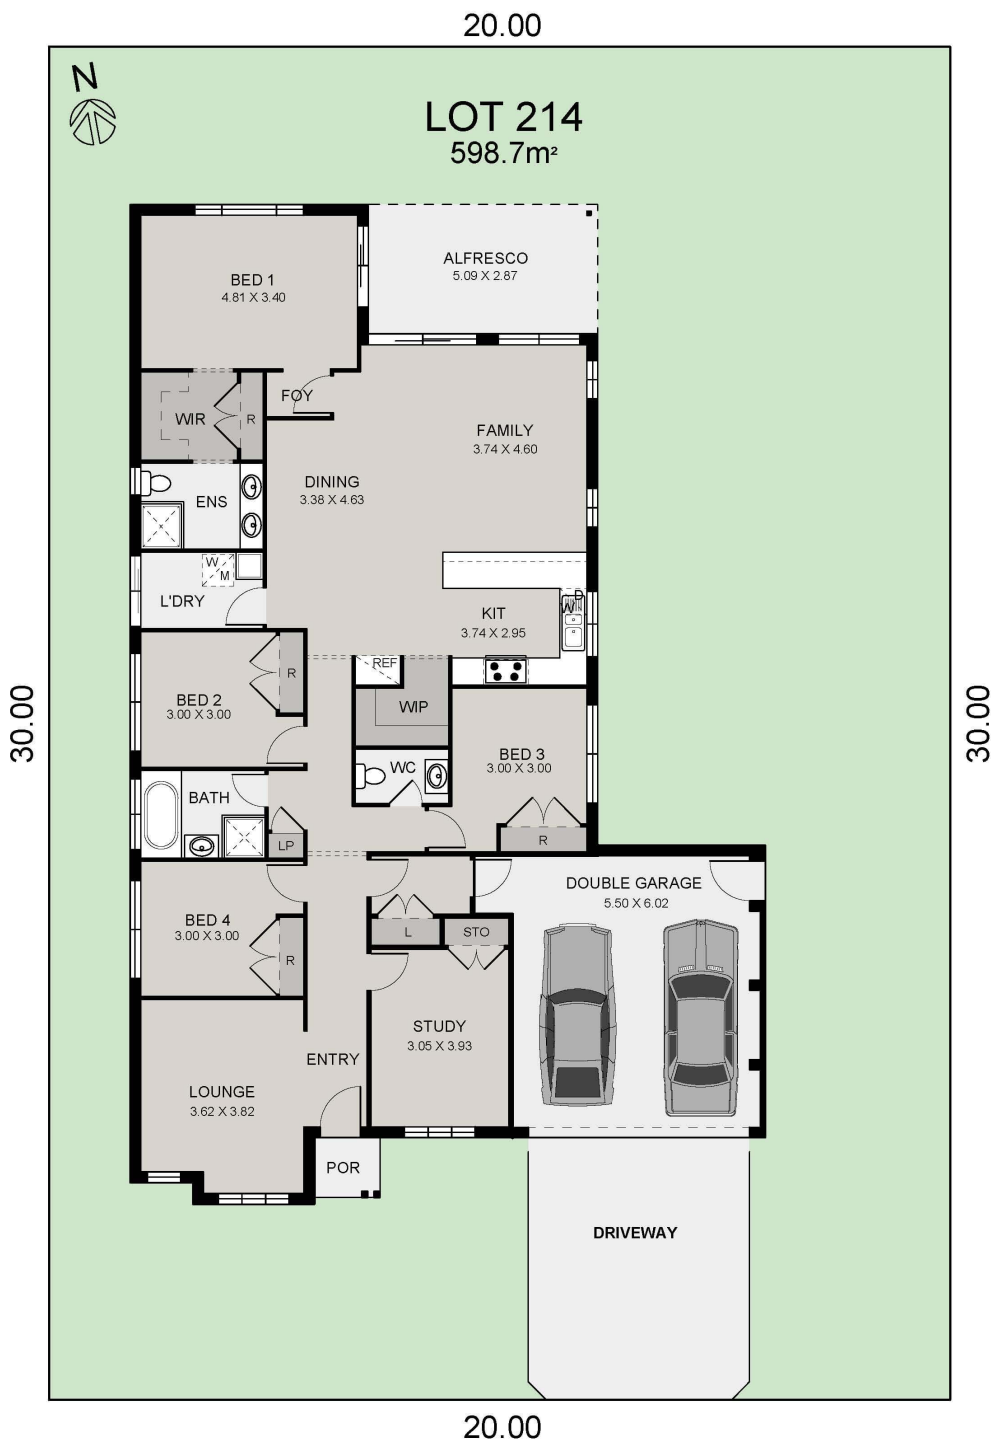 20.00
N
LOT 214
598.7m²
BED 1
4.81 X 3.40
ALFRESCO
5.09 X 2.87
FOY
WIR
R
FAMILY
3.74 X 4.60
DINING
3.38 X 4.63
ENS
W
M
L'DRY
D
W
KIT
3.74 X 2.95
REF
R
BED 2
3.00 X 3.00
WIP
BED 3
3.00 X 3.00
WC
BATH
LP
R
30.00
30.00
DOUBLE GARAGE
5.50 X 6.02
BED 4
3.00 X 3.00
L
STO
R
STUDY
3.05 X 3.93
ENTRY
LOUNGE
3.62 X 3.82
POR
DRIVEWAY
20.00